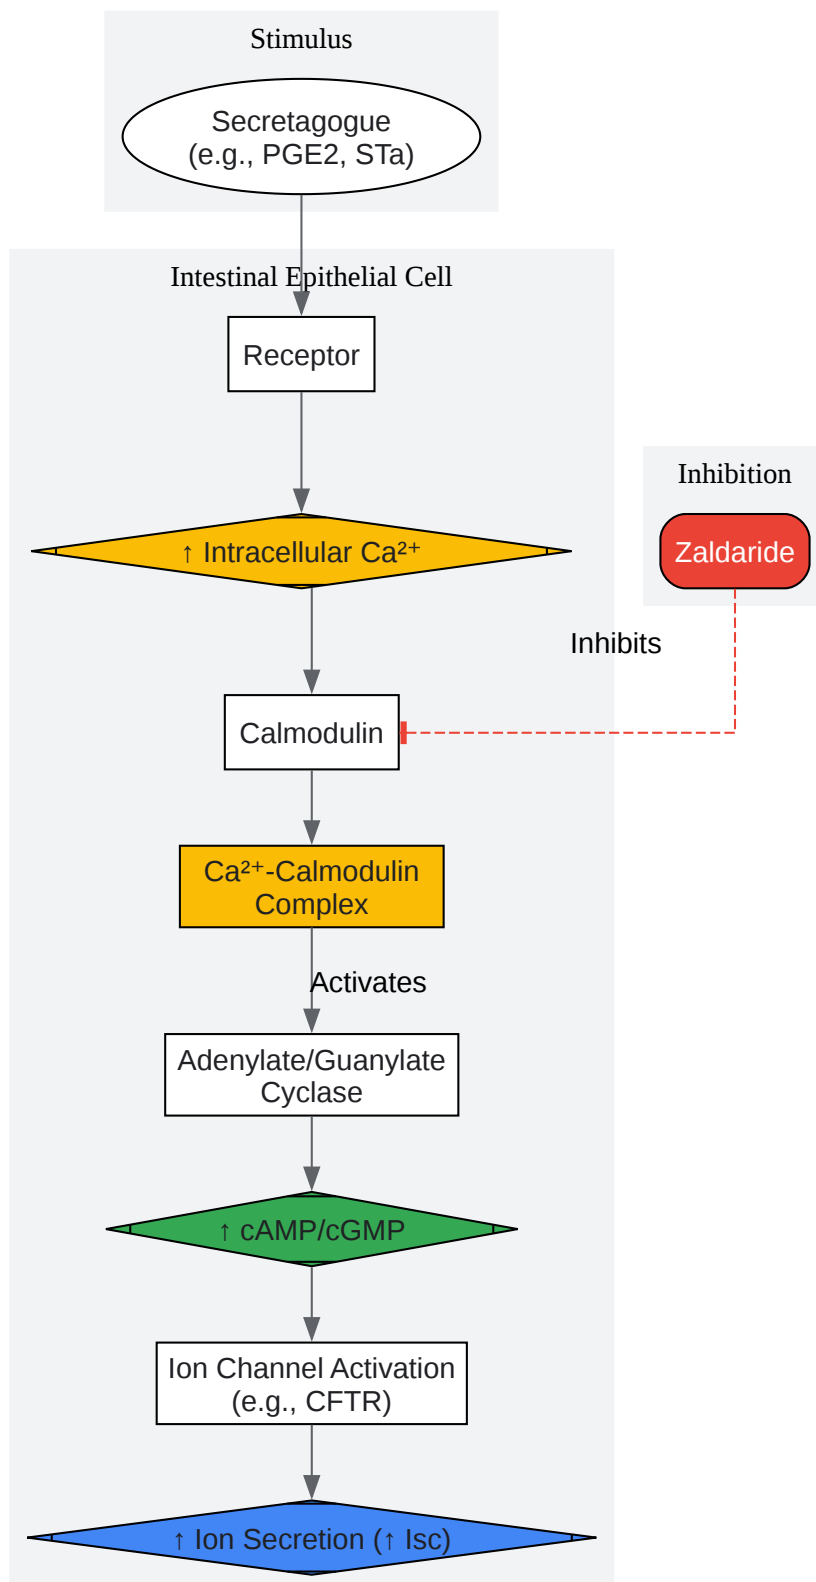 Stimulus
Secretagogue
(e.g., PGE2, STa)
Intestinal Epithelial Cell
Receptor
↑ Intracellular Ca²⁺
Inhibition
Zaldaride
Inhibits
Calmodulin
Ca²⁺-Calmodulin
Complex
Activates
Adenylate/Guanylate
Cyclase
↑ cAMP/cGMP
Ion Channel Activation
(e.g., CFTR)
↑ Ion Secretion (↑ Isc)